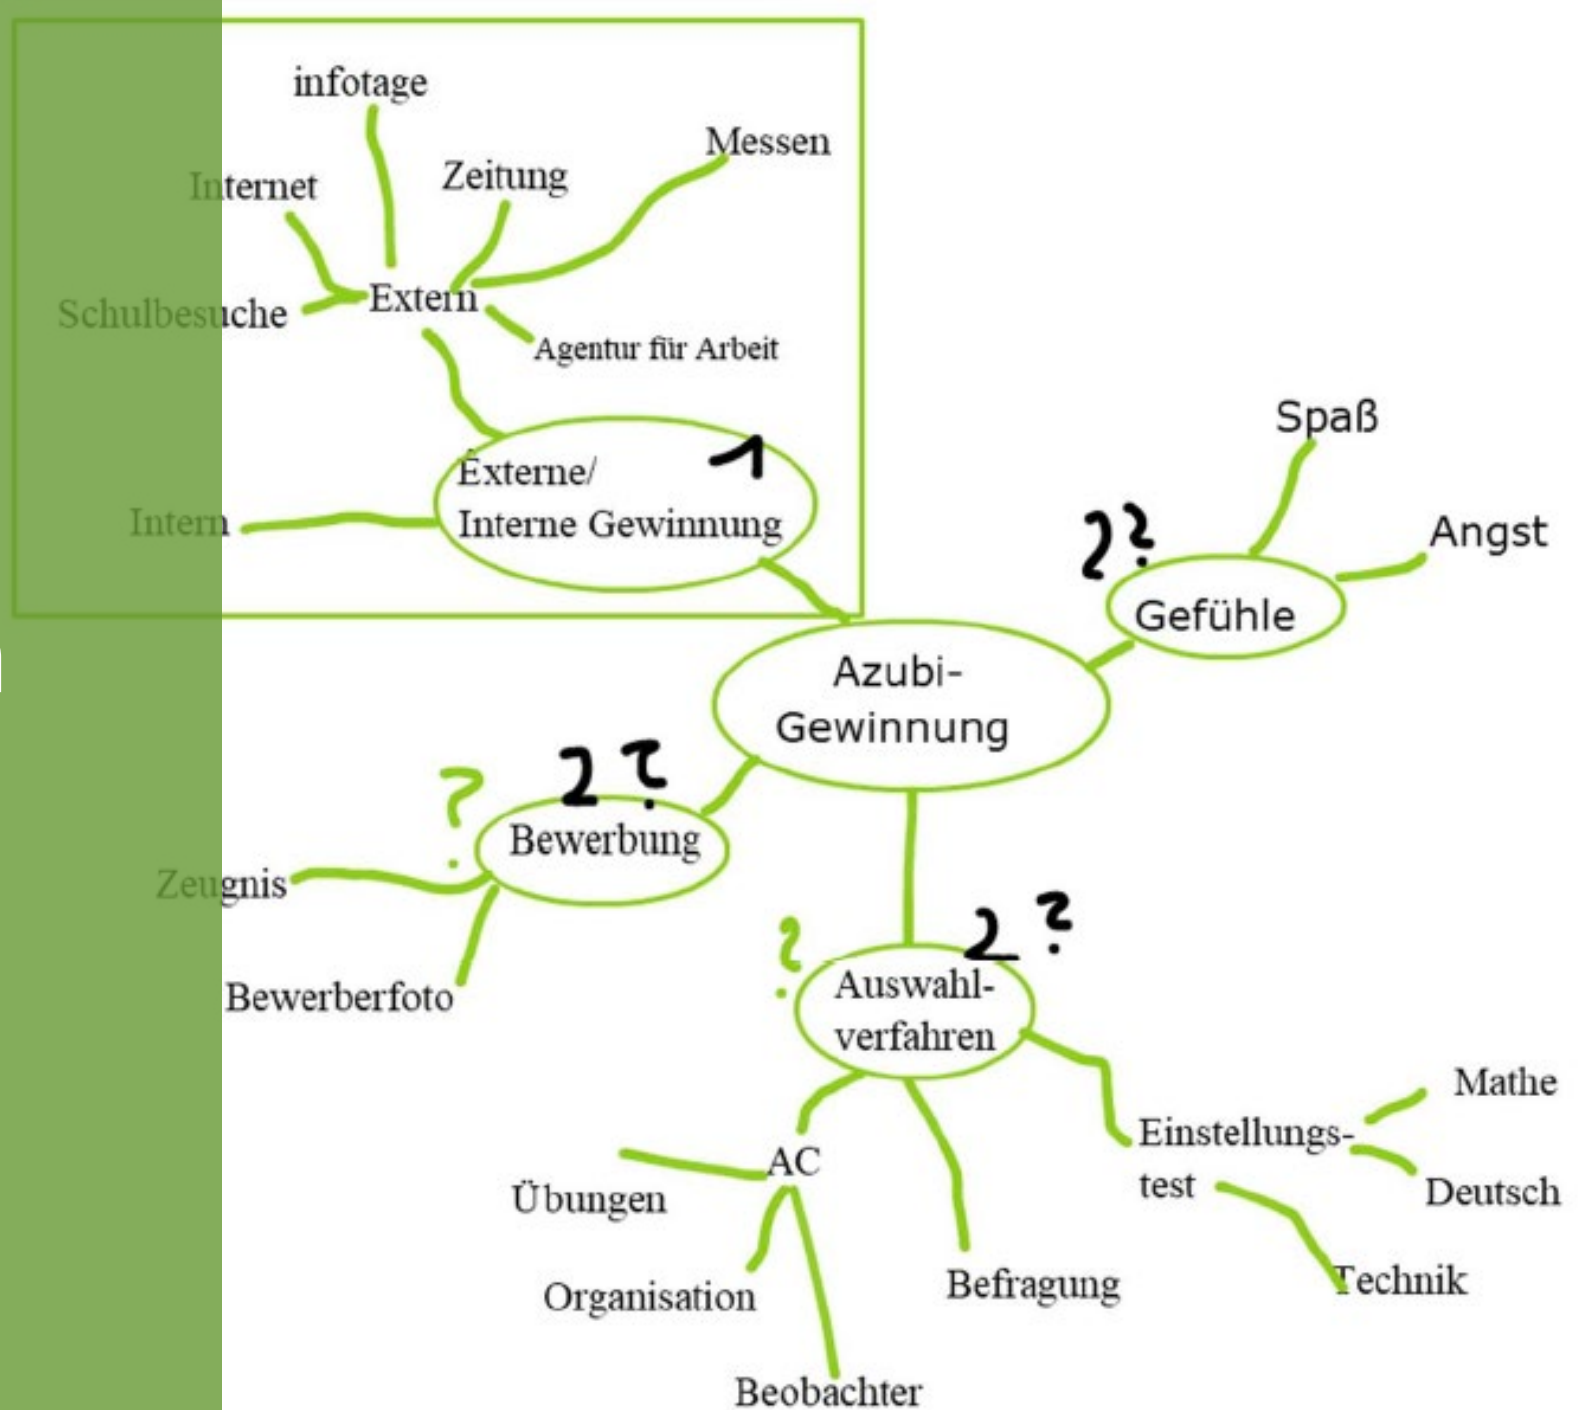 infotage
Messen
Zeitung
Internet
Extern
Schulbesuche
Agentur für Arbeit
Externe/
Interne Gewinnung
1
Intern
Spaß
Angst
2?
Gefühle
Azubi-
Gewinnung
2?
?
Bewerbung
Zeugnis
Bewerberfoto
2?
?
Auswahl-
verfahren
Mathe
Einstellungs-
test
Deutsch
Technik
AC
Übungen
Organisation
Befragung
Beobachter